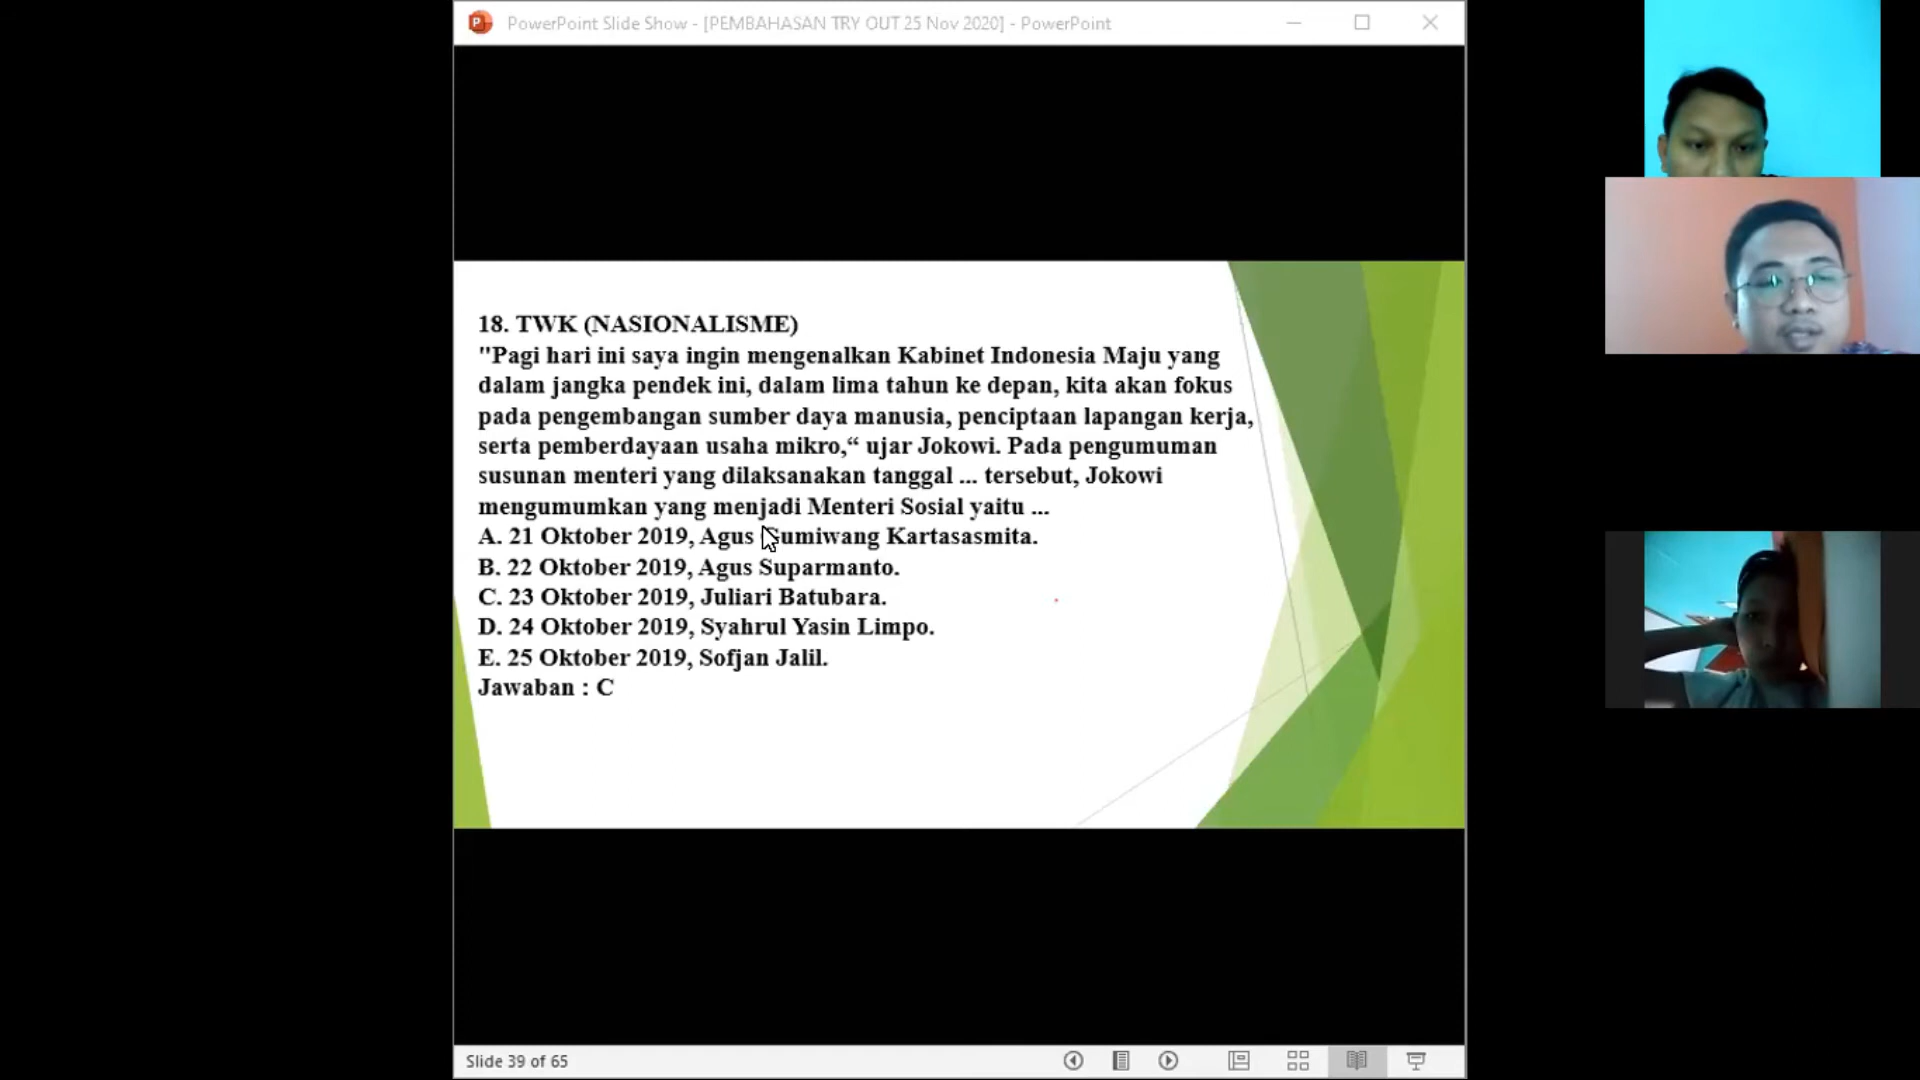 PowerPoint Slide Show - [PEMBAHASAN TRY OUT 25 Nov 2020] - PowerPoint
18. TWK (NASIONALISME)
"Pagi hari ini saya ingin mengenalkan Kabinet Indonesia Maju yang
dalam jangka pendek ini, dalam lima tahun ke depan, kita akan fokus
pada pengembangan sumber daya manusia, penciptaan lapangan kerja,
serta pemberdayaan usaha mikro,“ ujar Jokowi. Pada pengumuman
susunan menteri yang dilaksanakan tanggal ... tersebut, Jokowi
mengumumkan yang menjadi Menteri Sosial yaitu ...
A. 21 Oktober 2019, Agus Gumiwang Kartasasmita.
B. 22 Oktober 2019, Agus Suparmanto.
C. 23 Oktober 2019, Juliari Batubara.
D. 24 Oktober 2019, Syahrul Yasin Limpo.
E. 25 Oktober 2019, Sofjan Jalil.
Jawaban : C
Slide 39 of 65